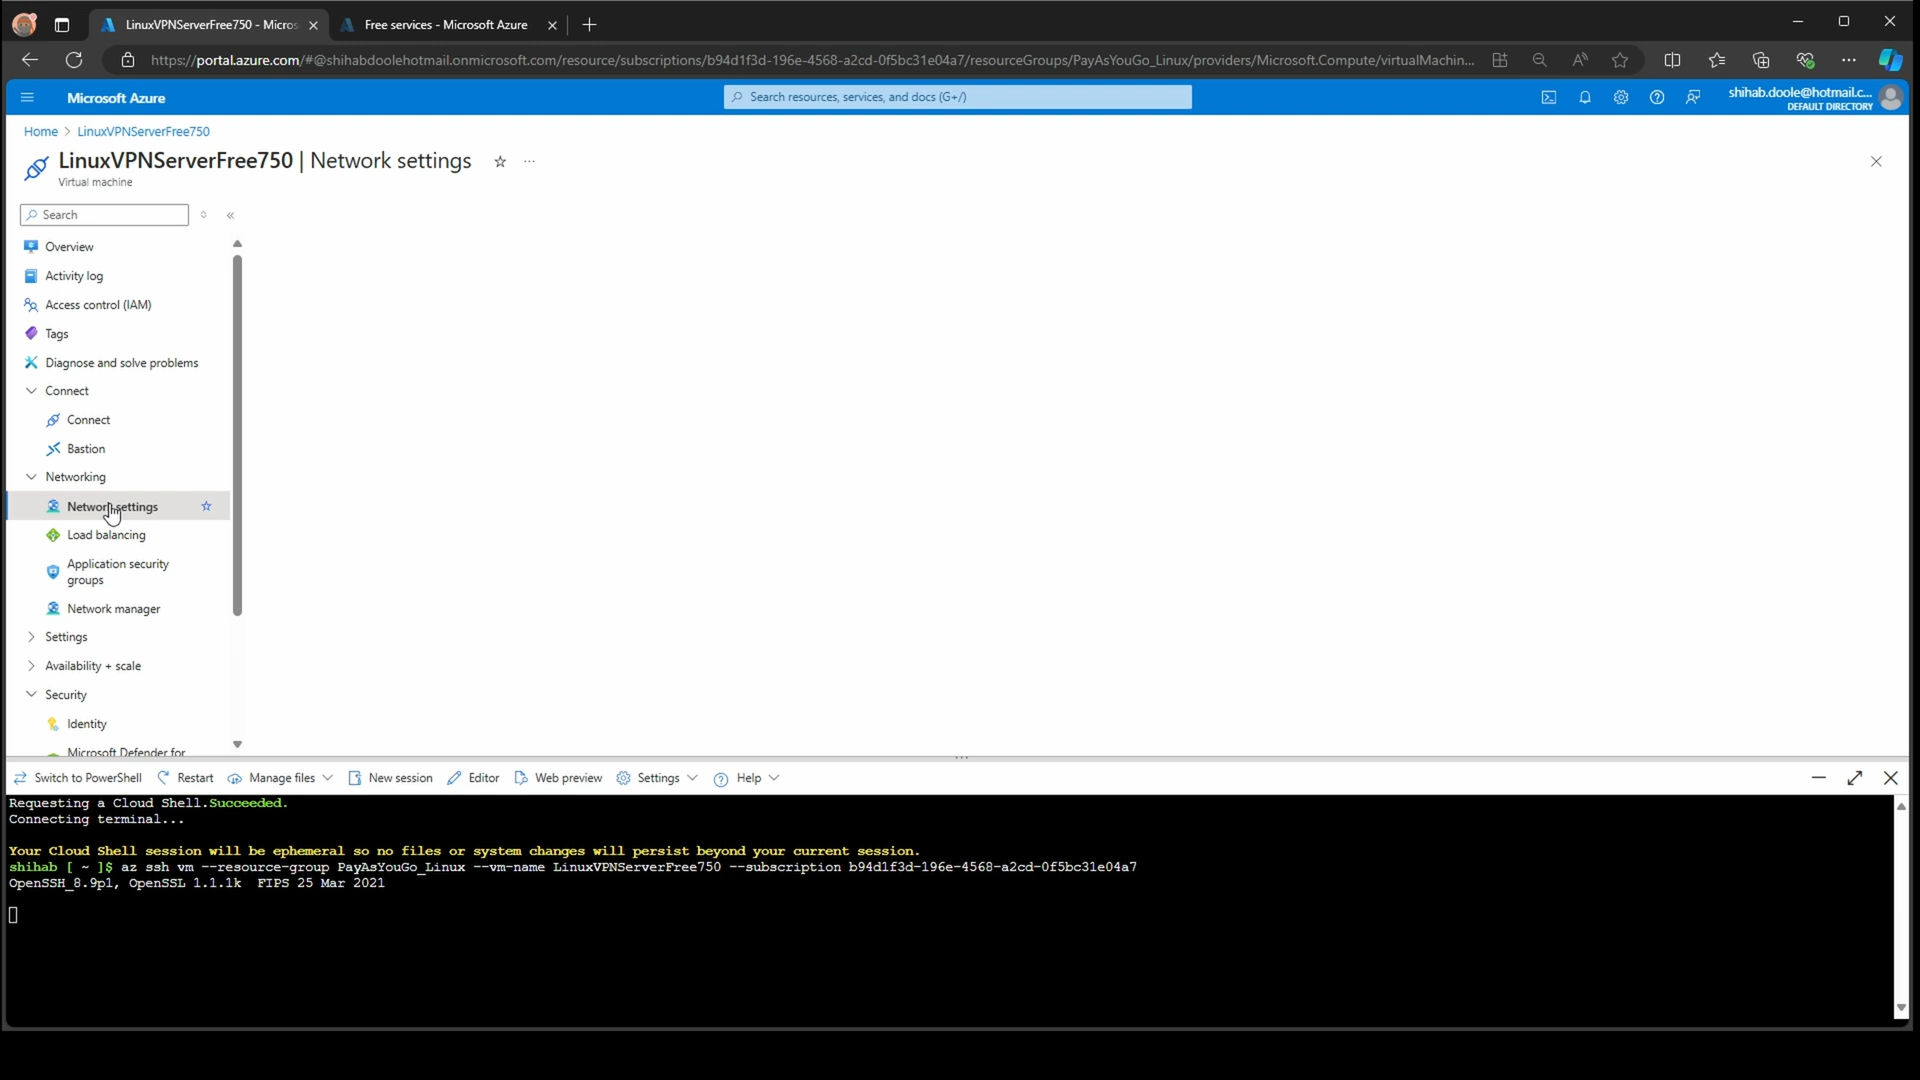 LinuxVPNServerFree750 - Micros
Free services - Microsoft Azure
https://portal.azure.com/#@shihabdoolehotmail.onmicrosoft.com/resource/subscriptions/b94d1f3d-196e-4568-a2cd-0f5bc31e04a7/resourceGroups/PayAsYouGo_Linux/providers/Microsoft.Compute/virtualMachin...
Microsoft Azure
Search resources, services, and docs (G+/)
shihab.doole@hotmail.c...
DEFAULT DIRECTORY
Home > LinuxVPNServerFree750
LinuxVPNServerFree750 | Network settings
Virtual machine
Search
Overview
Activity log
Access control (IAM)
Tags
Diagnose and solve problems
Connect
Connect
Bastion
Networking
Network settings
Load balancing
Application security
groups
Network manager
Settings
Availability + scale
Security
Identity
Microsoft Defender for
Switch to PowerShell Restart Manage files New session Editor Web preview Settings Help
Requesting a Cloud Shell.Succeeded.
Connecting terminal...
Your Cloud Shell session will be ephemeral so no files or system changes will persist beyond your current session.
shihab [ ~ ]$ az ssh vm --resource-group PayAsYouGo_Linux --vm-name LinuxVPNServerFree750 --subscription b94d1f3d-196e-4568-a2cd-0f5bc31e04a7
OpenSSH_8.9p1, OpenSSL 1.1.1k  FIPS 25 Mar 2021